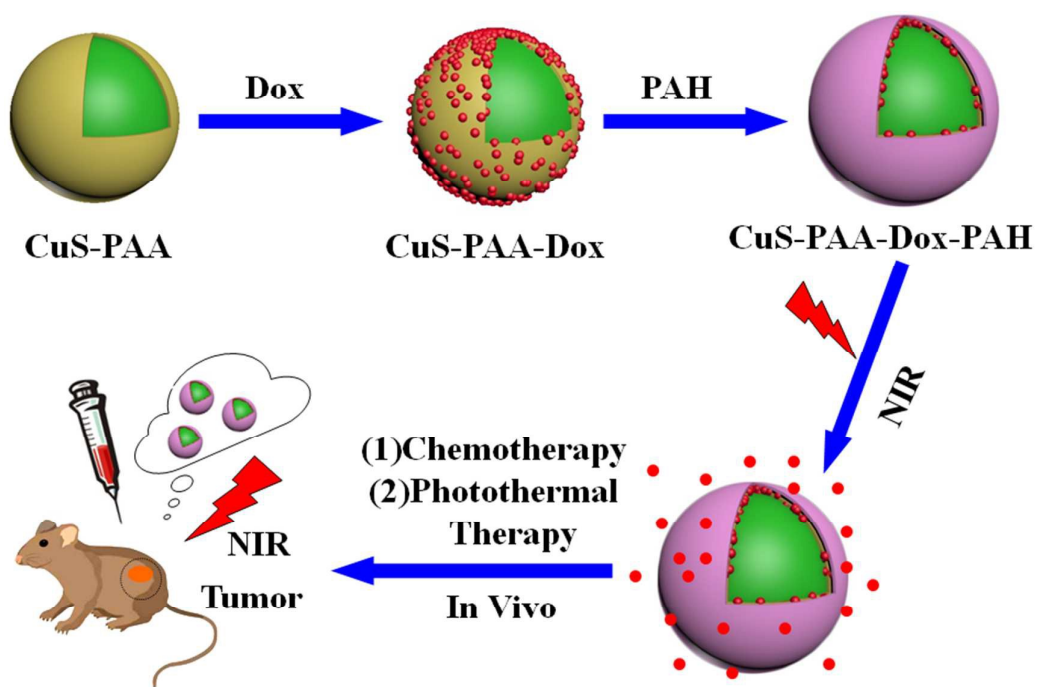 Dox
PAH
CuS-PAA
CuS-PAA-Dox
CuS-PAA-Dox-PAH
NIR
(1)Chemotherapy
(2)Photothermal
Therapy
In Vivo
NIR
Tumor